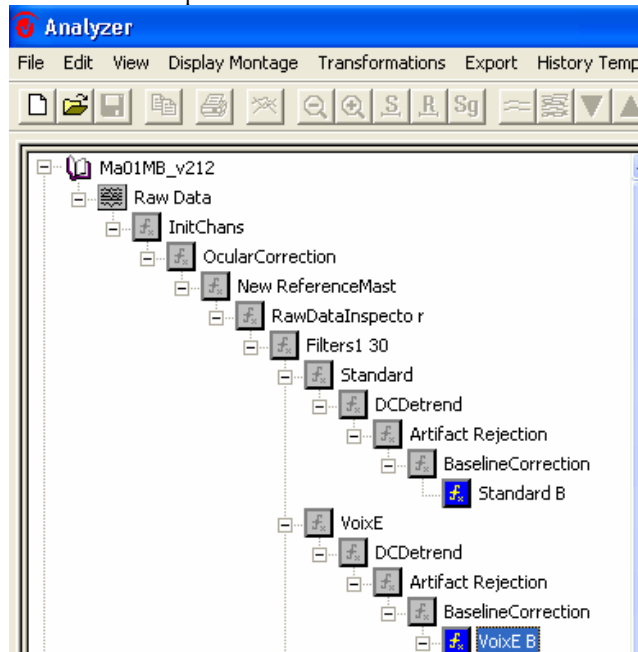 Analyzer
File Edit View Display Montage Transformations Export History Temp
S R Sg
Ma01MB_v212
Raw Data
InitChans
OcularCorrection
New ReferenceMast
RawDataInspecto r
Filters1 30
Standard
DCDetrend
Artifact Rejection
BaselineCorrection
Standard B
VoixE
DCDetrend
Artifact Rejection
BaselineCorrection
VoixE B